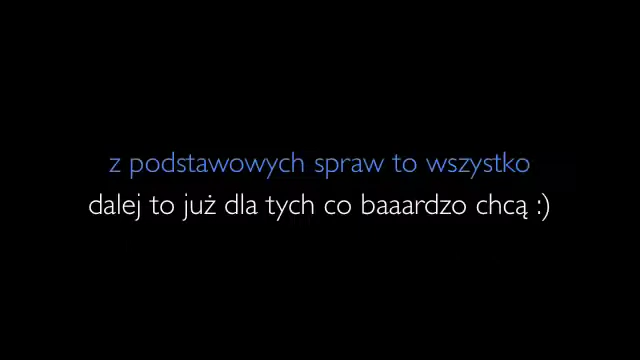 z podstawowych spraw to wszystko
dalej to już dla tych co baaardzo chcą :)